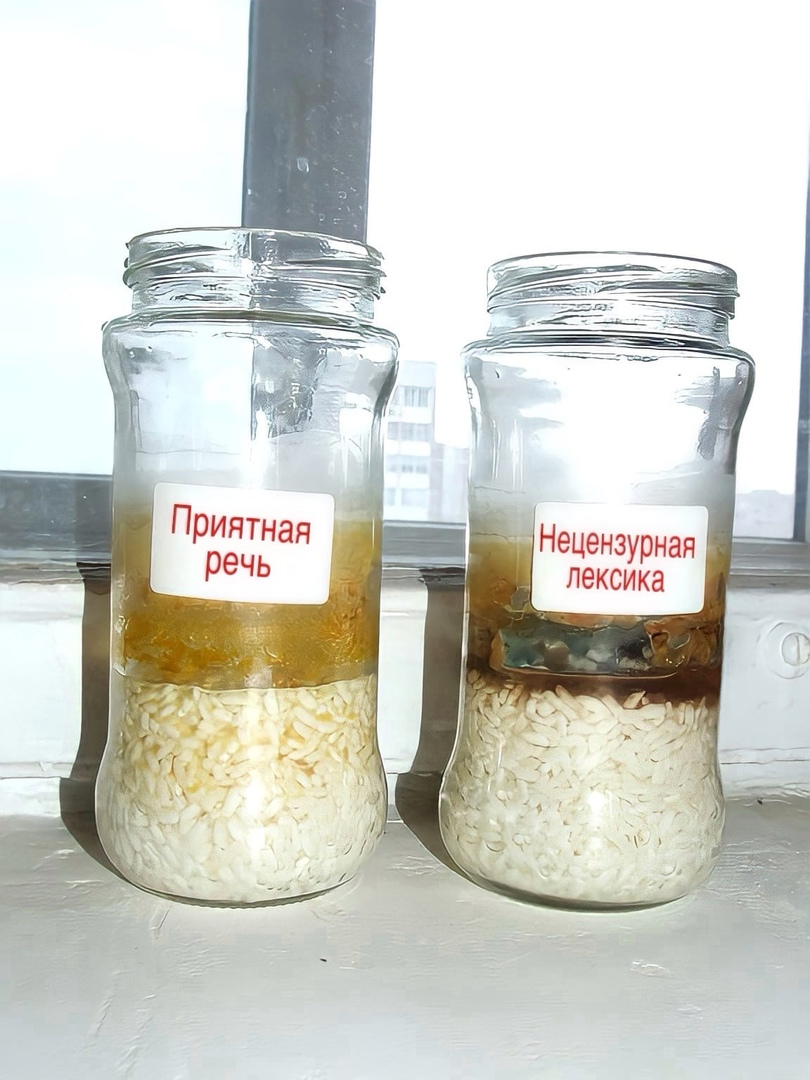 Приятная
речь
Нецензурная
лексика